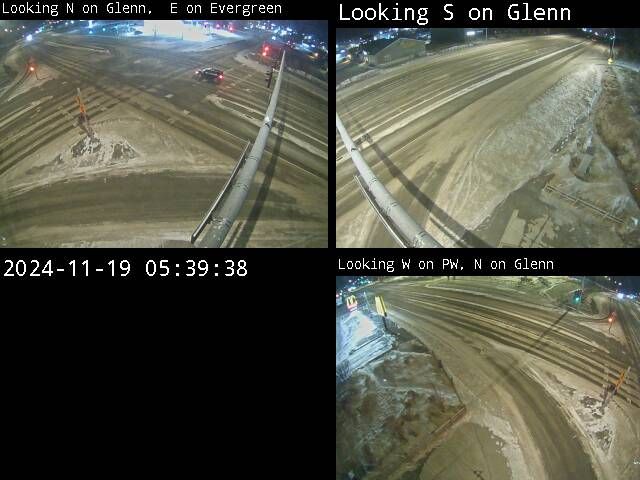 Looking N on Glenn,  E on Evergreen
Looking S on Glenn
2024-11-19 05:39:38
Looking W on PW, N on Glenn